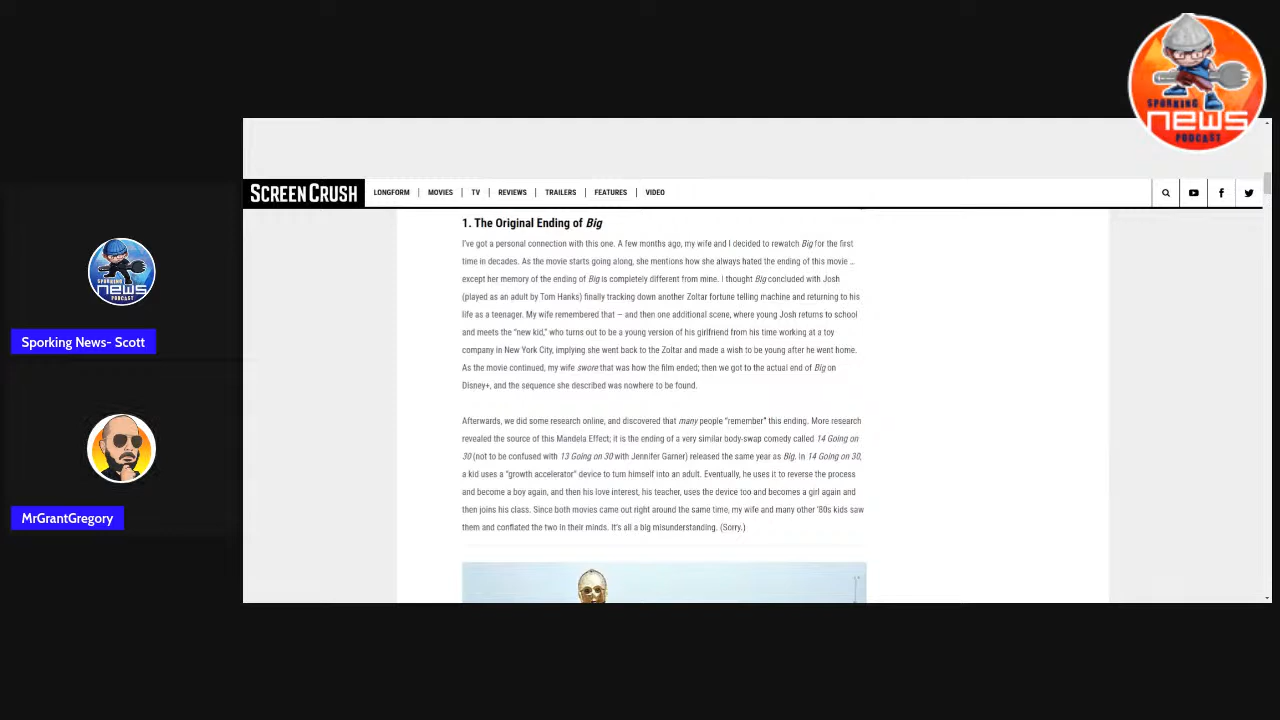 SPORKING
NEWS
PODCAST
SCREENCRUSH
LONGFORM
MOVIES
TV
REVIEWS
TRAILERS
FEATURES
VIDEO
1. The Original Ending of Big
I've got a personal connection with this one. A few months ago, my wife and I decided to rewatch Big for the first
time in decades. As the movie starts going along, she mentions how she always hated the ending of this movie …
except her memory of the ending of Big is completely different from mine. I thought Big concluded with Josh
(played as an adult by Tom Hanks) finally tracking down another Zoltar fortune telling machine and returning to his
life as a teenager. My wife remembered that — and then one additional scene, where young Josh returns to school
and meets the "new kid," who turns out to be a young version of his girlfriend from his time working at a toy
company in New York City, implying she went back to the Zoltar and made a wish to be young after he went home.
As the movie continued, my wife swore that was how the film ended; then we got to the actual end of Big on
Disney+, and the sequence she described was nowhere to be found.
Afterwards, we did some research online, and discovered that many people "remember" this ending. More research
revealed the source of this Mandela Effect; it is the ending of a very similar body-swap comedy called 14 Going on
30 (not to be confused with 13 Going on 30 with Jennifer Garner) released the same year as Big. In 14 Going on 30,
a kid uses a "growth accelerator" device to turn himself into an adult. Eventually, he uses it to reverse the process
and become a boy again, and then his love interest, his teacher, uses the device too and becomes a girl again and
then joins his class. Since both movies came out right around the same time, my wife and many other '80s kids saw
them and conflated the two in their minds. It's all a big misunderstanding. (Sorry.)
SPORKING
NEWS
PODCAST
Sporking News- Scott
MrGrantGregory